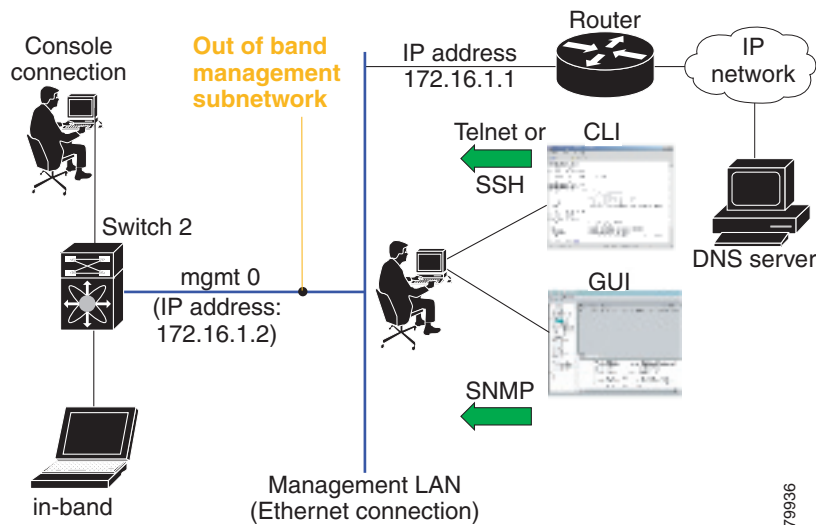 Console
connection
Out of band
management
subnetwork
IP address
172.16.1.1
Router
IP
network
Telnet or
SSH
CLI
DNS server
Switch 2
mgmt 0
(IP address:
172.16.1.2)
GUI
SNMP
in-band
Management LAN
(Ethernet connection)
79936